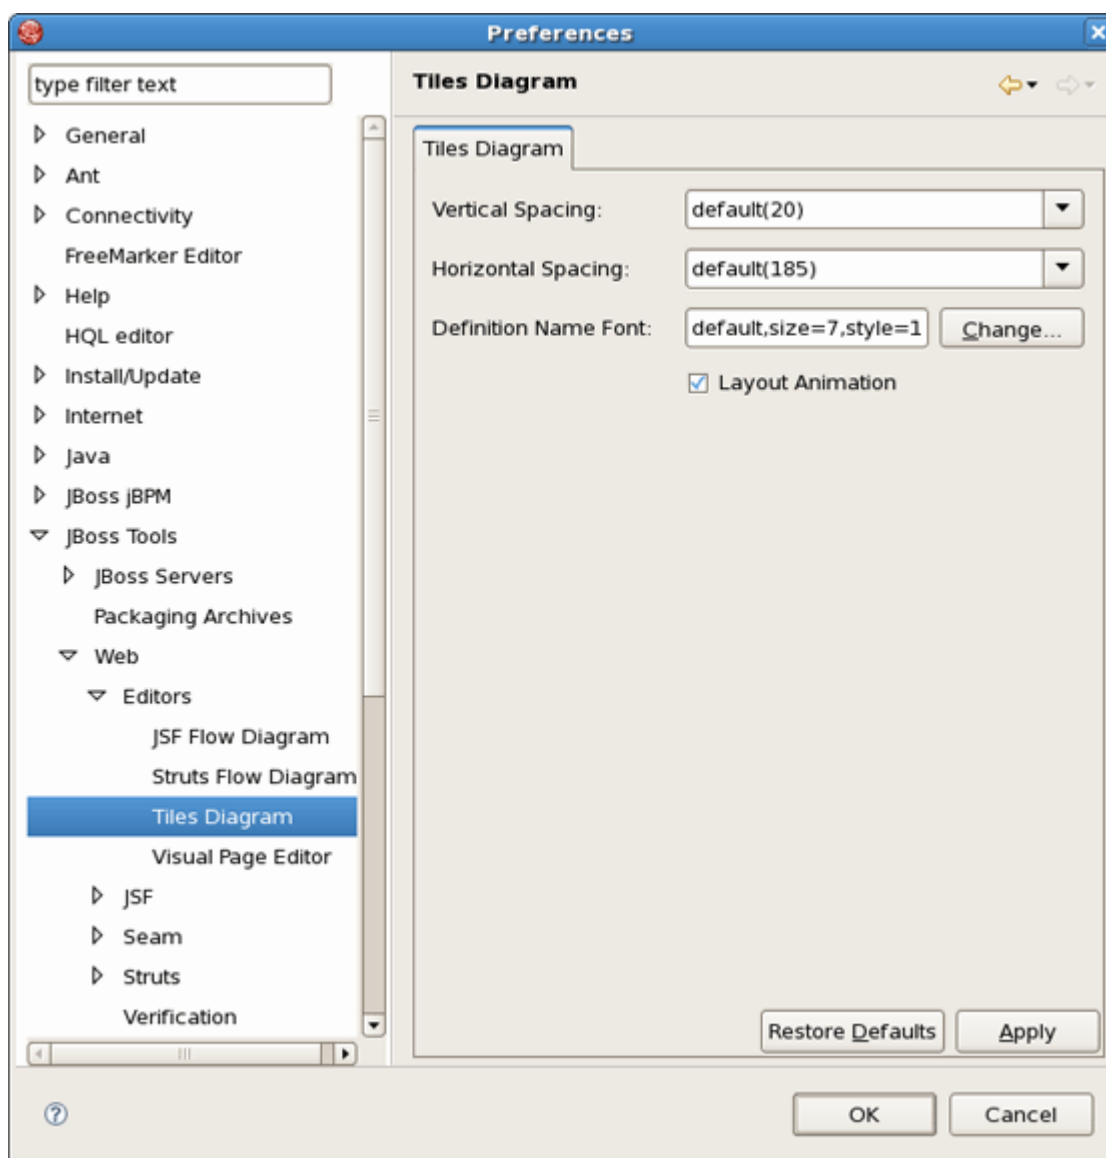 Preferences
type filter text
General
Ant
Connectivity
FreeMarker Editor
Help
HQL editor
Install/Update
Internet
Java
JBoss jBPM
JBoss Tools
JBoss Servers
Packaging Archives
Web
Editors
JSF Flow Diagram
Struts Flow Diagram
Tiles Diagram
Visual Page Editor
JSF
Seam
Struts
Verification
Tiles Diagram
Tiles Diagram
Vertical Spacing: default(20)
Horizontal Spacing: default(185)
Definition Name Font: default,size=7,style=1 Change...
Layout Animation
Restore Defaults Apply
OK Cancel